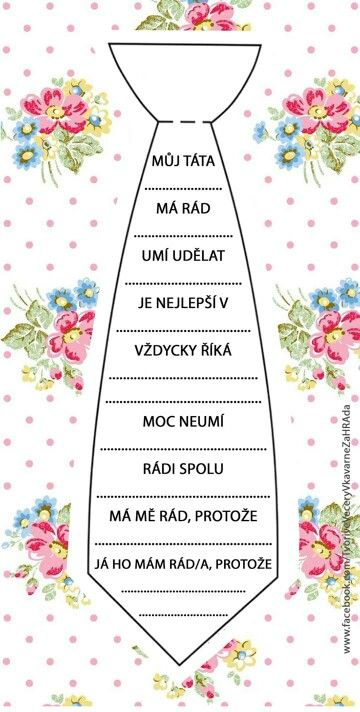 MŮJ TÁTA
........................
MÁ RÁD
................................
UMÍ UDĚLAT
................................
JE NEJLEPŠÍ V
....................................
VŽDYCKY ŘÍKÁ
........................................
........................................
MOC NEUMÍ
............................................
RÁDI SPOLU
..............................................
MÁ MĚ RÁD, PROTOŽE
................................................
JÁ HO MÁM RÁD/A, PROTOŽE
.........................................
........................
www.facebook.com/TvoriveVeceryVkavarneZaHRAda